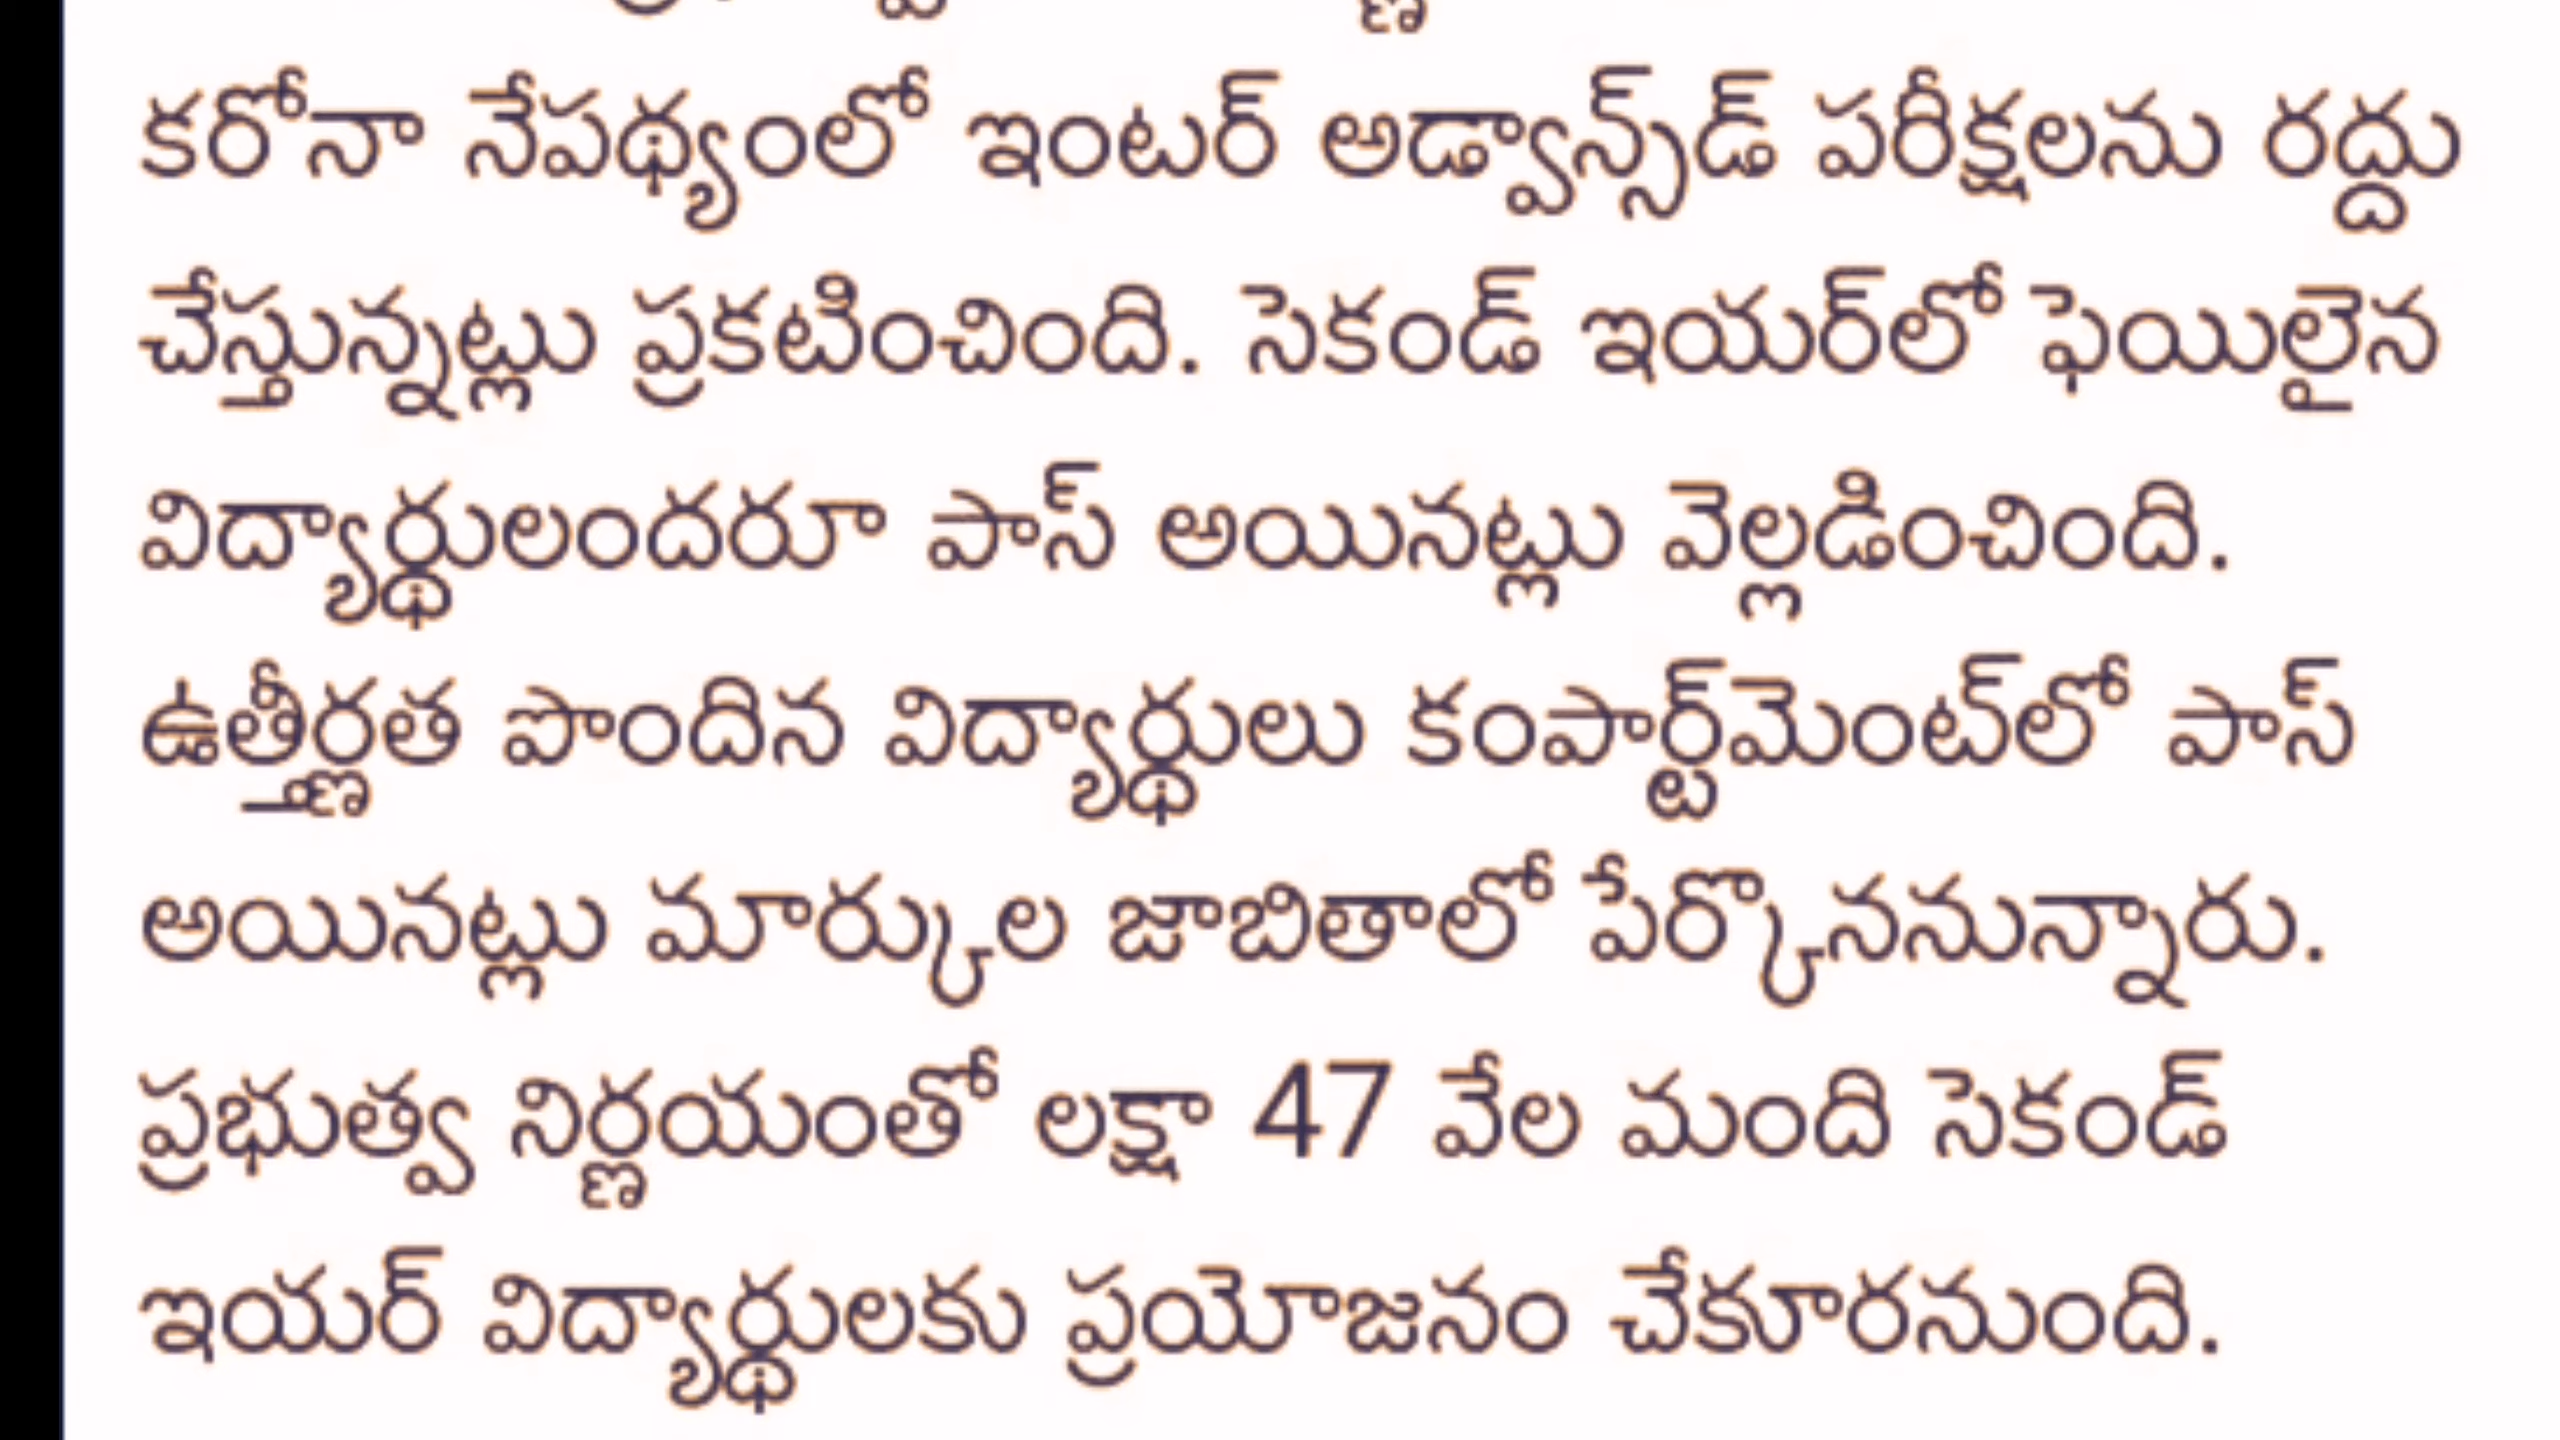 కరోనా నేపథ్యంలో ఇంటర్ అడ్వాన్స్‌డ్ పరీక్షలను రద్దు
చేస్తున్నట్లు ప్రకటించింది. సెకండ్ ఇయర్‌లో ఫెయిలైన
విద్యార్థులందరూ పాస్ అయినట్లు వెల్లడించింది.
ఉత్తీర్ణత పొందిన విద్యార్థులు కంపార్ట్‌మెంట్‌లో పాస్
అయినట్లు మార్కుల జాబితాలో పేర్కొననున్నారు.
ప్రభుత్వ నిర్ణయంతో లక్షా 47 వేల మంది సెకండ్
ఇయర్ విద్యార్థులకు ప్రయోజనం చేకూరనుంది.